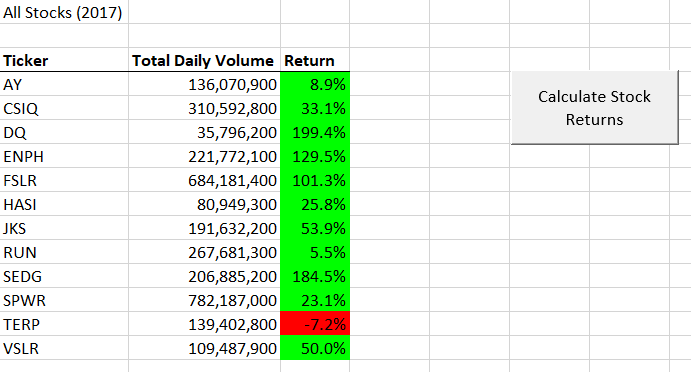 All Stocks (2017)
Ticker Total Daily Volume Return
AY 136,070,900 8.9%
CSIQ 310,592,800 33.1%
DQ 35,796,200 199.4%
ENPH 221,772,100 129.5%
FSLR 684,181,400 101.3%
HASI 80,949,300 25.8%
JKS 191,632,200 53.9%
RUN 267,681,300 5.5%
SEDG 206,885,200 184.5%
SPWR 782,187,000 23.1%
TERP 139,402,800 -7.2%
VSLR 109,487,900 50.0%
Calculate Stock
Returns